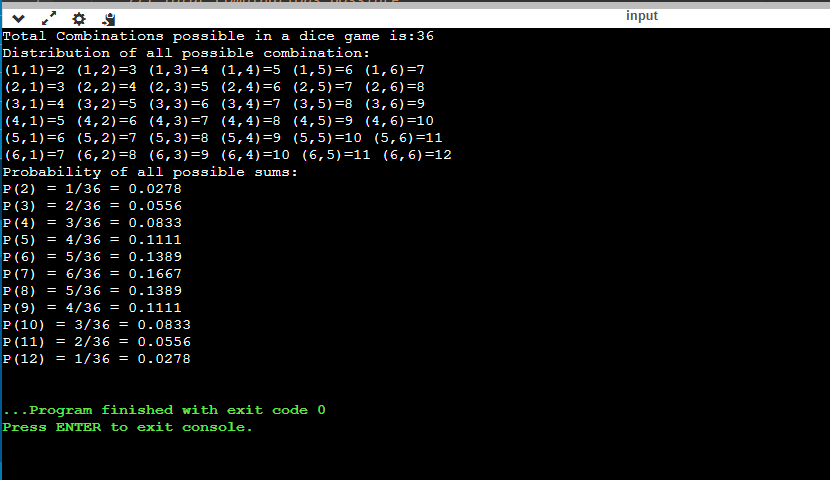 input
Total Combinations possible in a dice game is:36
Distribution of all possible combination:
(1,1)=2 (1,2)=3 (1,3)=4 (1,4)=5 (1,5)=6 (1,6)=7
(2,1)=3 (2,2)=4 (2,3)=5 (2,4)=6 (2,5)=7 (2,6)=8
(3,1)=4 (3,2)=5 (3,3)=6 (3,4)=7 (3,5)=8 (3,6)=9
(4,1)=5 (4,2)=6 (4,3)=7 (4,4)=8 (4,5)=9 (4,6)=10
(5,1)=6 (5,2)=7 (5,3)=8 (5,4)=9 (5,5)=10 (5,6)=11
(6,1)=7 (6,2)=8 (6,3)=9 (6,4)=10 (6,5)=11 (6,6)=12
Probability of all possible sums:
P(2) = 1/36 = 0.0278
P(3) = 2/36 = 0.0556
P(4) = 3/36 = 0.0833
P(5) = 4/36 = 0.1111
P(6) = 5/36 = 0.1389
P(7) = 6/36 = 0.1667
P(8) = 5/36 = 0.1389
P(9) = 4/36 = 0.1111
P(10) = 3/36 = 0.0833
P(11) = 2/36 = 0.0556
P(12) = 1/36 = 0.0278
...Program finished with exit code 0
Press ENTER to exit console.